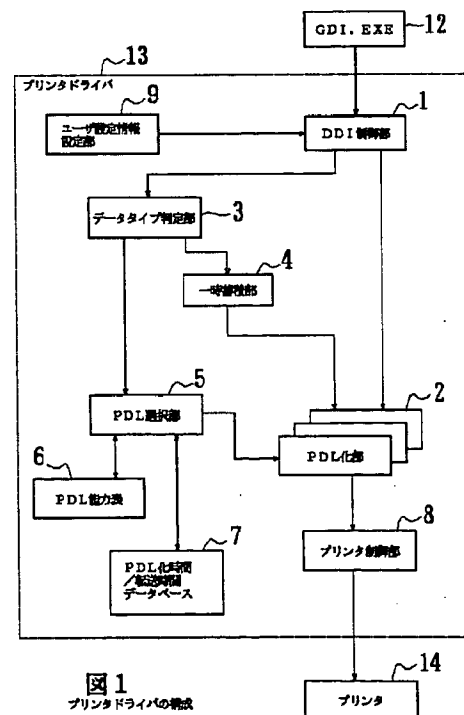 GDI.EXE
12
13
プリンタドライバ
9
1
ユーザ設定情報
設定部
DDI制御部
データタイプ判定部
3
4
一時蓄積部
5
2
PDL選択部
6
PDL化部
PDL能力表
7
8
PDL化時間
／転送時間
データベース
プリンタ制御部
図1
プリンタドライバの構成
14
プリンタ